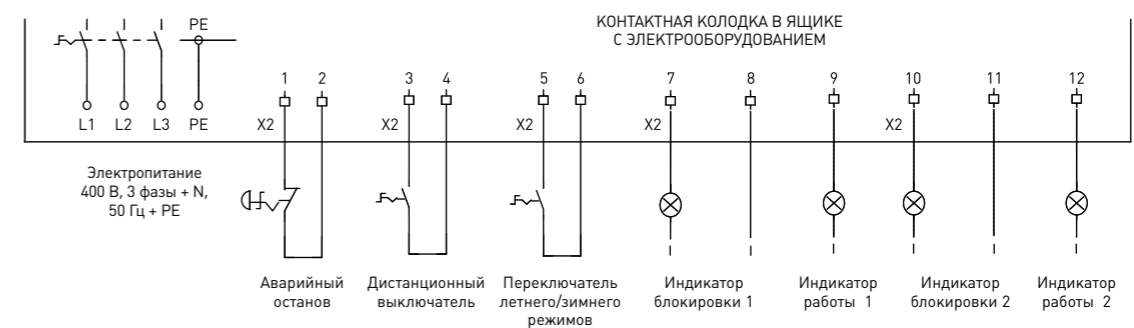 КОНТАКТНАЯ КОЛОДКА В ЯЩИКЕ
С ЭЛЕКТРООБОРУДОВАНИЕМ
PE
1 2 3 4 5 6 7 8 9 10 11 12
L1 L2 L3 PE X2 X2 X2 X2 X2
Электропитание
400 В, 3 фазы + N,
50 Гц + PE
Аварийный
останов
Дистанционный
выключатель
Переключатель
летнего/зимнего
режимов
Индикатор
блокировки 1
Индикатор
работы 1
Индикатор
блокировки 2
Индикатор
работы 2